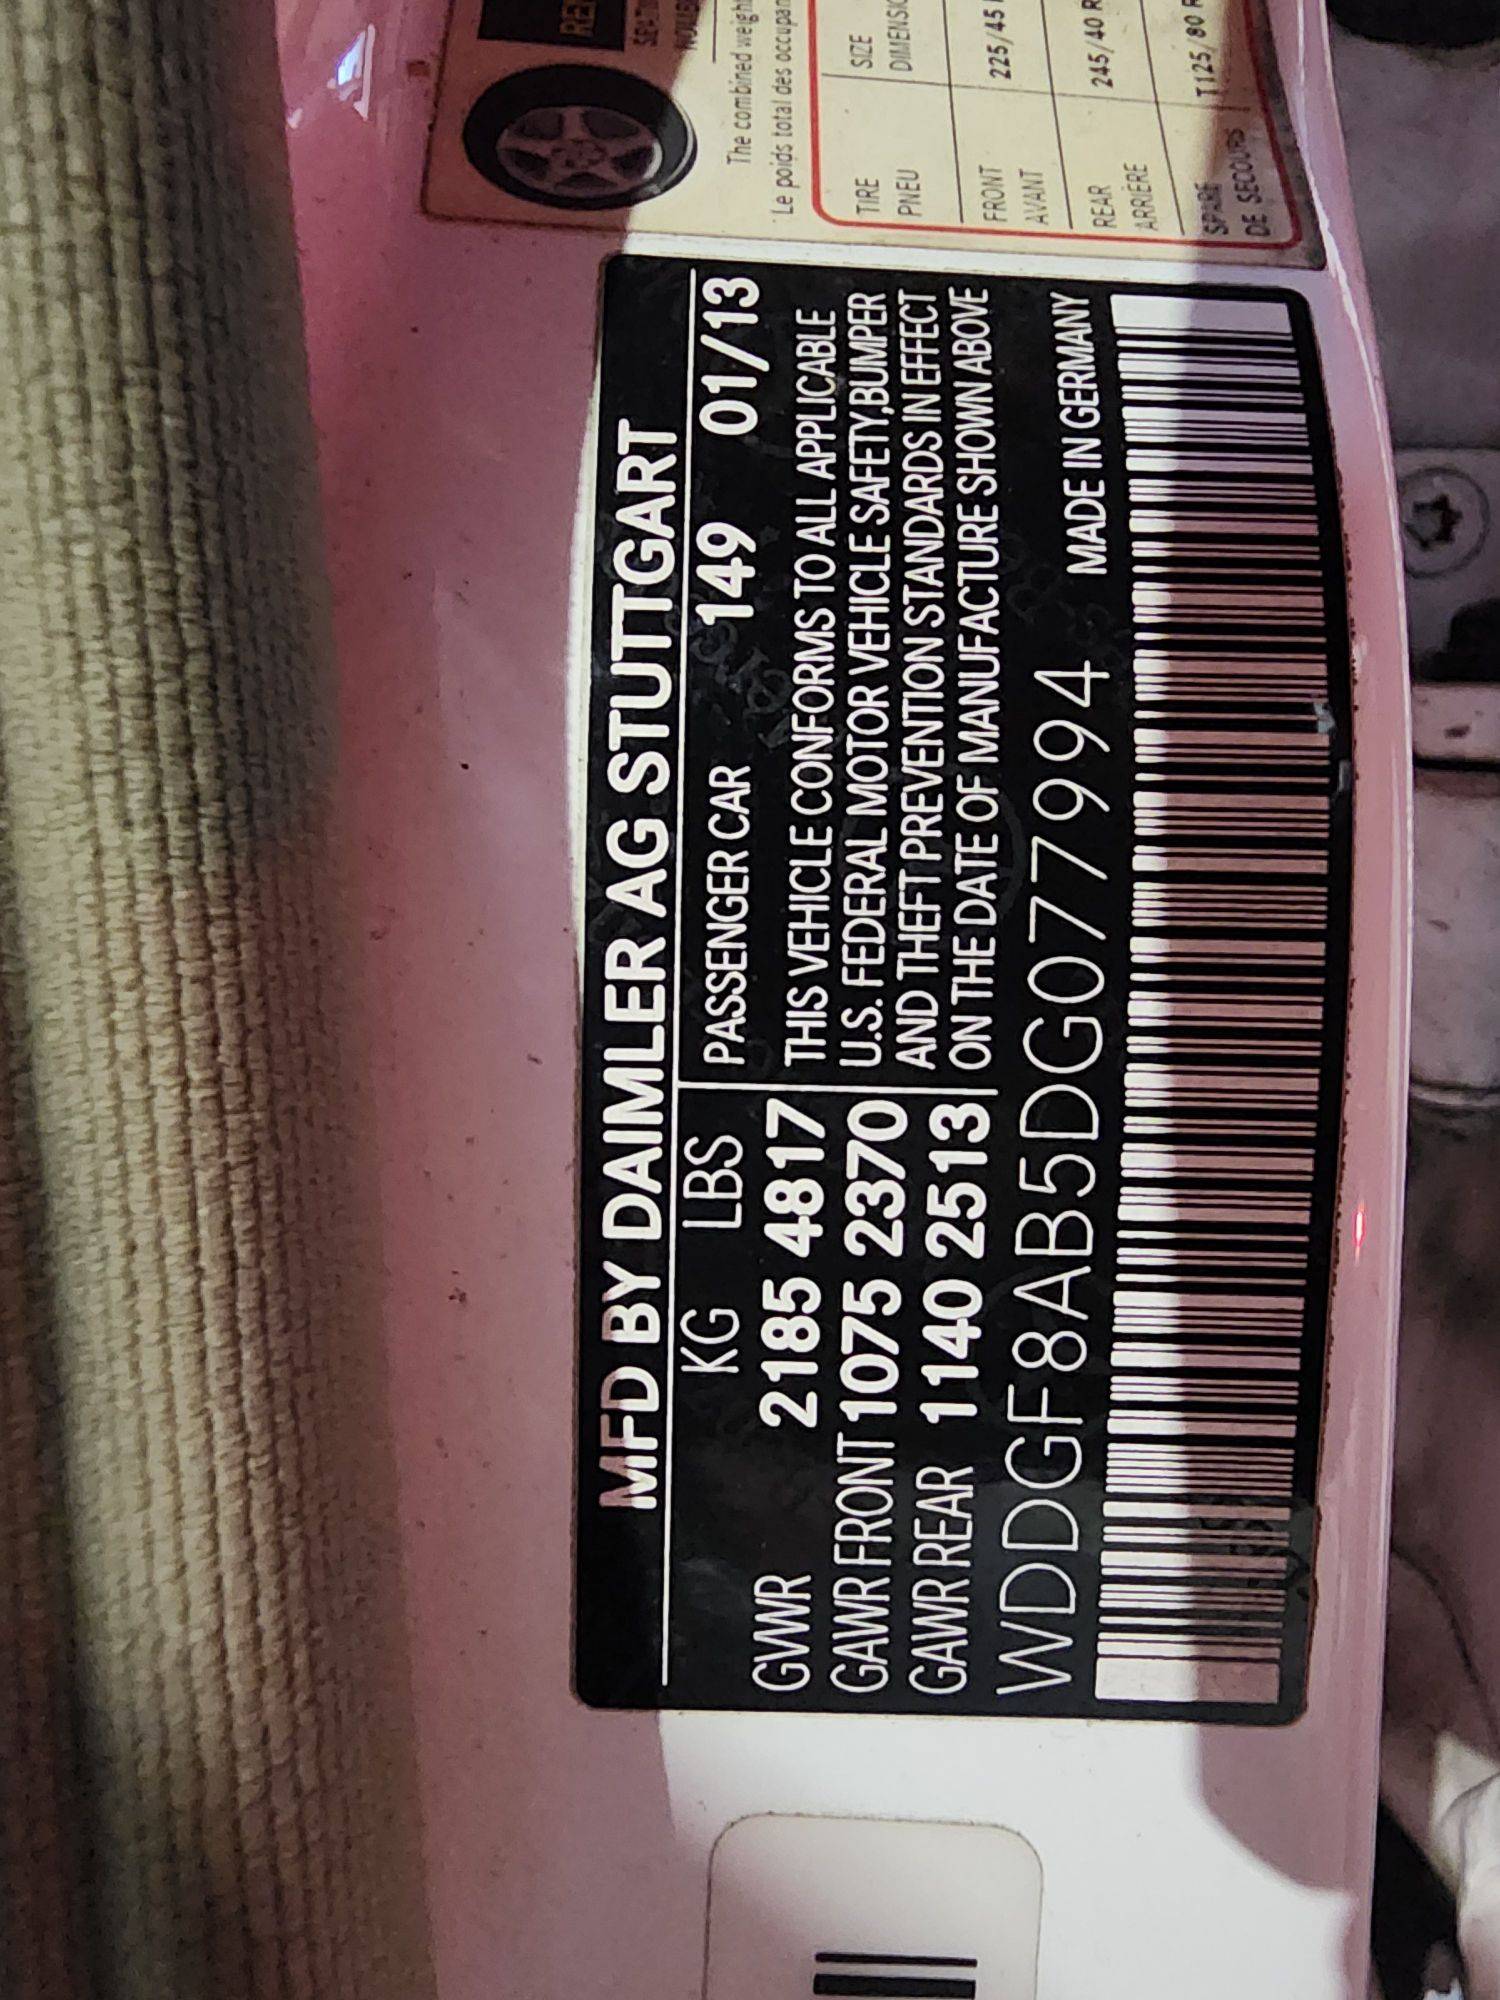 MFD BY DAIMLER AG STUTTGART
KG LBS PASSENGER CAR 149 01/13
GVWR 2185 4817
GAWR FRONT 1075 2370
GAWR REAR 1140 2513
THIS VEHICLE CONFORMS TO ALL APPLICABLE
U.S. FEDERAL MOTOR VEHICLE SAFETY,BUMPER
AND THEFT PREVENTION STANDARDS IN EFFECT
ON THE DATE OF MANUFACTURE SHOWN ABOVE
WDDGF8AB5DG077994 MADE IN GERMANY
The combined
Le poids total des
TIRE SIZE
PNEU
FRONT 225/45
AVANT
REAR 245/40 R
ARRIÈRE
SPARE T125/80 R
DE SECOURS